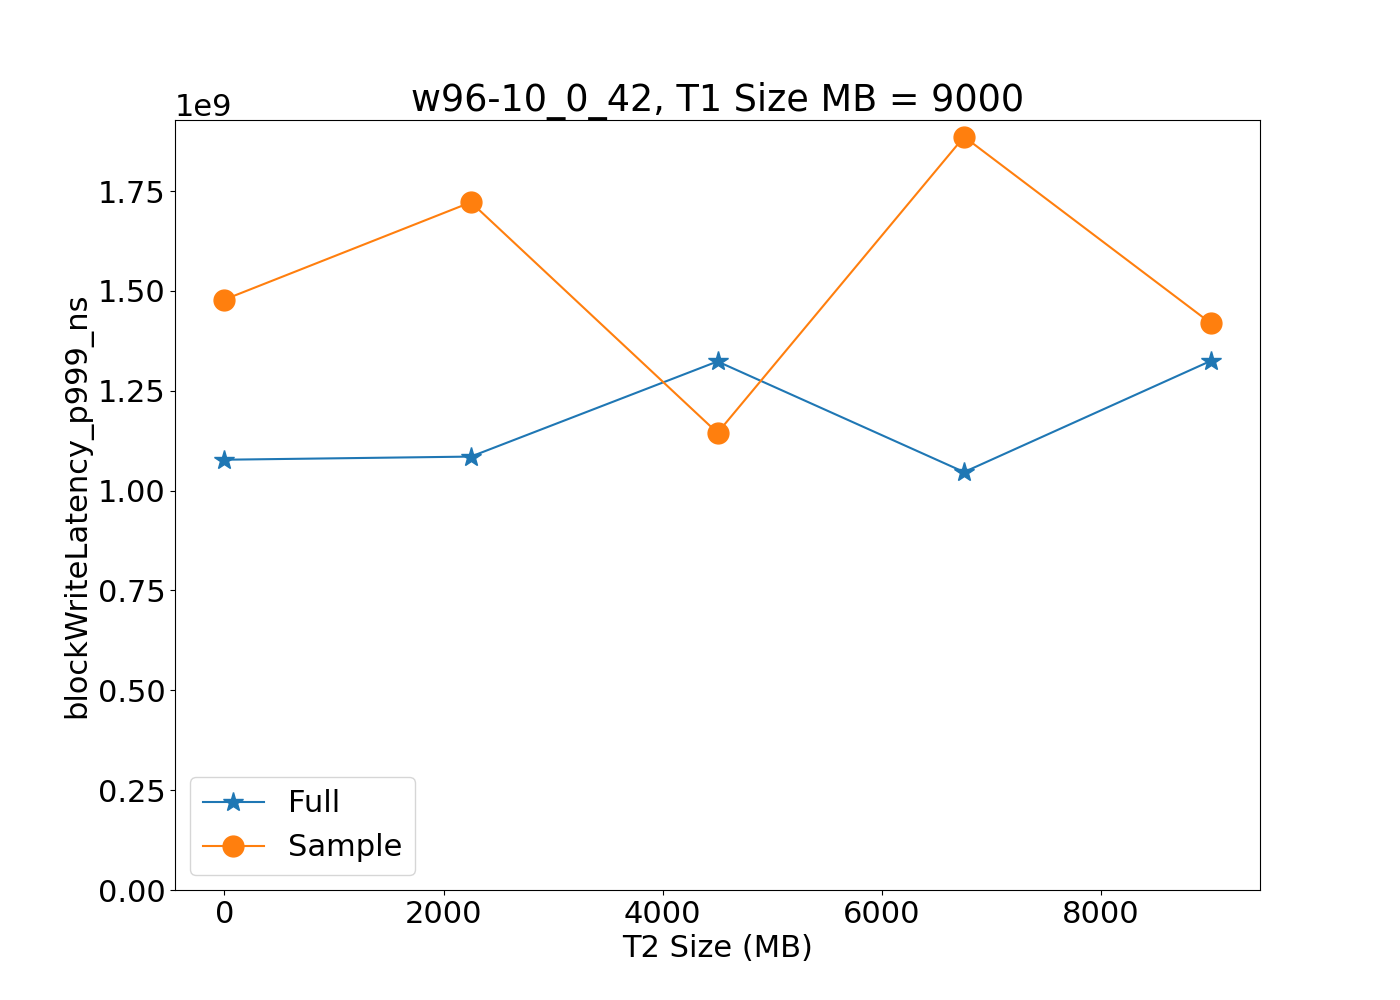 w96-10_0_42, T1 Size MB = 9000
1e9
1.75
1.50
1.25
1.00
0.75
0.50
0.25
0.00
blockWriteLatency_p999_ns
Full
Sample
0 2000 4000 6000 8000
T2 Size (MB)